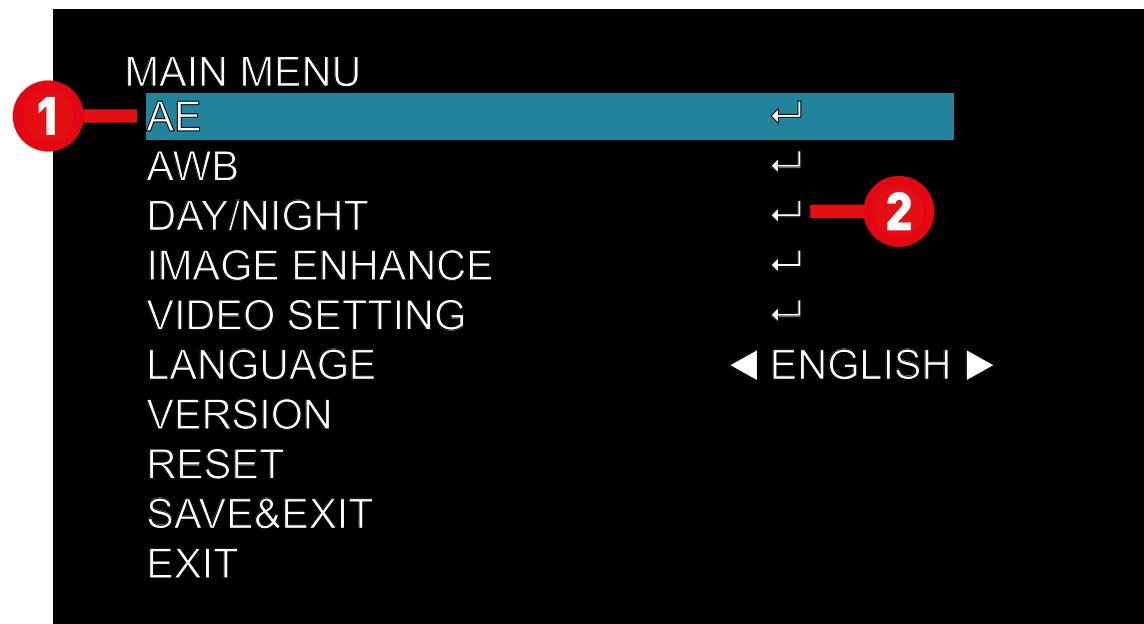 MAIN MENU
1 AE ↵
AWB ↵
DAY/NIGHT ↵ 2
IMAGE ENHANCE ↵
VIDEO SETTING ↵
LANGUAGE ◀ ENGLISH ▶
VERSION
RESET
SAVE&EXIT
EXIT